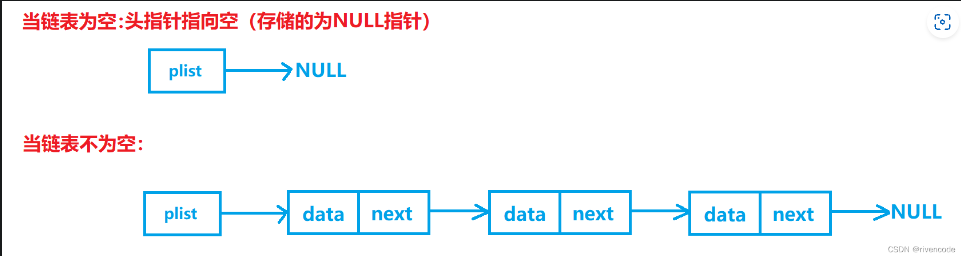 当链表为空:头指针指向空（存储的为NULL指针）
plist NULL
当链表不为空：
plist data next data next data next NULL
CSDN @rivencode